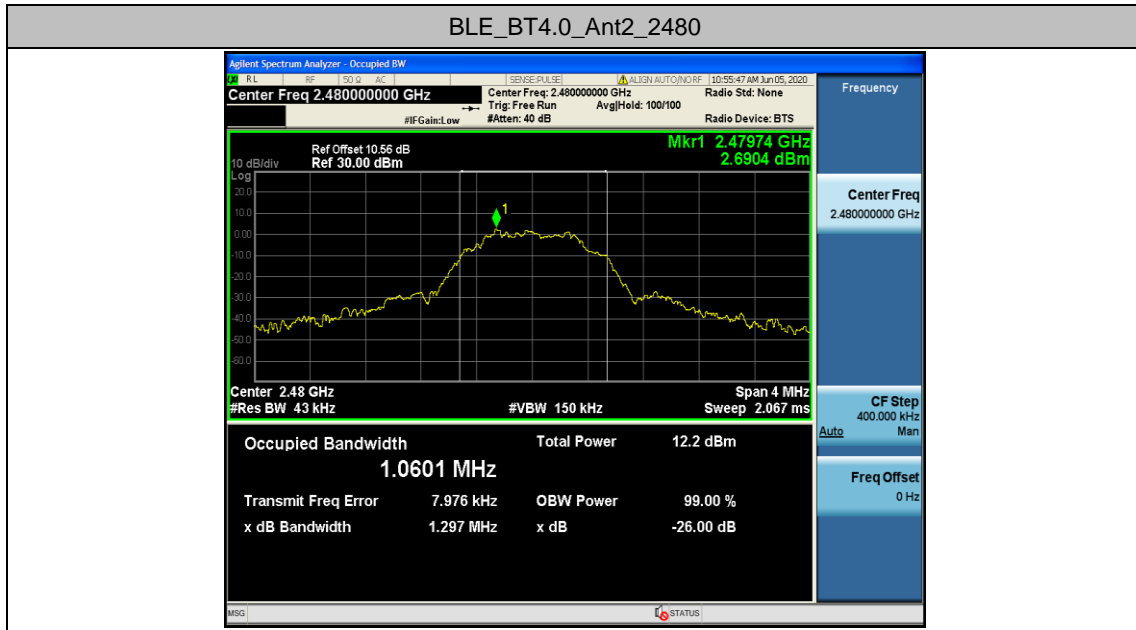 BLE_BT4.0_Ant2_2480
Agilent Spectrum Analyzer - Occupied BW
RL RF 50 Ω AC SENSE:PULSE ALIGN AUTO/NO RF 10:55:47 AM Jun 05, 2020
Center Freq 2.480000000 GHz Center Freq: 2.480000000 GHz Radio Std: None Frequency
Trig: Free Run Avg|Hold: 100/100
#IFGain:Low #Atten: 40 dB Radio Device: BTS
Ref Offset 10.56 dB Mkr1 2.47974 GHz
10 dB/div Ref 30.00 dBm 2.6904 dBm
Log
20.0
10.0
1
0.00
-10.0
-20.0
-30.0
-40.0
-50.0
-60.0
Center Freq
2.480000000 GHz
Center 2.48 GHz Span 4 MHz
#Res BW 43 kHz #VBW 150 kHz Sweep 2.067 ms
CF Step
400.000 kHz
Auto Man
Occupied Bandwidth Total Power 12.2 dBm
1.0601 MHz
Freq Offset
0 Hz
Transmit Freq Error 7.976 kHz OBW Power 99.00 %
x dB Bandwidth 1.297 MHz x dB -26.00 dB
MSG STATUS